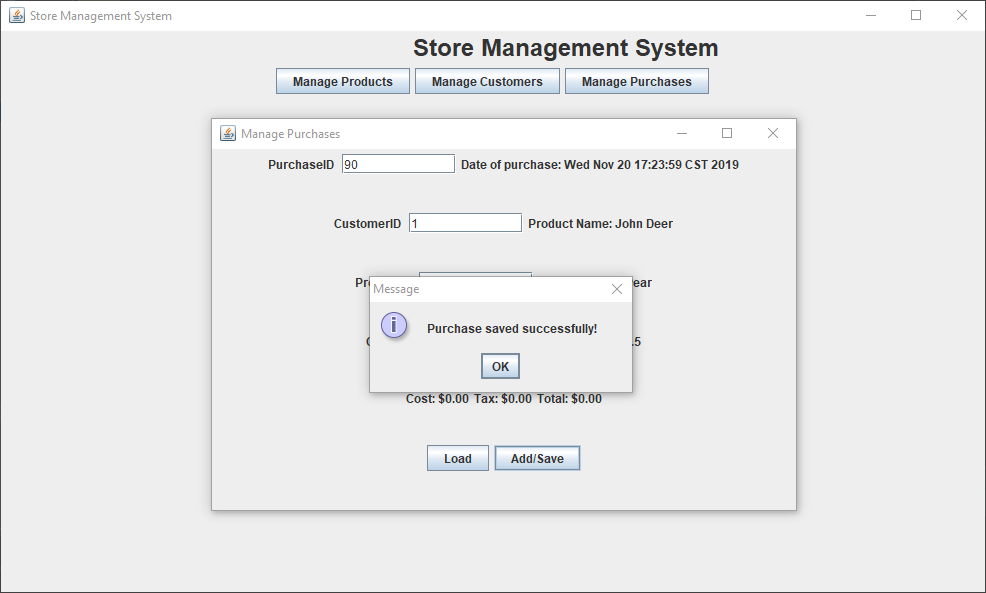 Store Management System
Store Management System
Manage Products Manage Customers Manage Purchases
Manage Purchases
PurchaseID 90 Date of purchase: Wed Nov 20 17:23:59 CST 2019
CustomerID 1 Product Name: John Deer
Message
Purchase saved successfully!
OK
.5
Cost: $0.00 Tax: $0.00 Total: $0.00
Load Add/Save